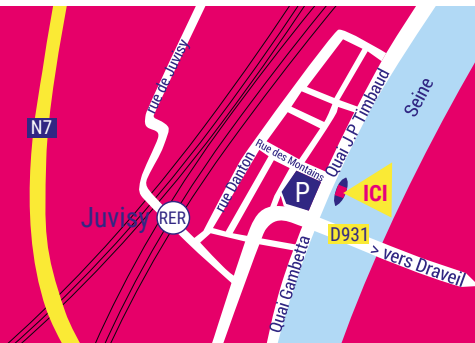 rue de Juvisy
Quai J.P Timbaud
Seine
N7
Rue des Montains
rue Danton
P
ICI
Juvisy
RER
D931
> vers Draveil
Quai Gambetta